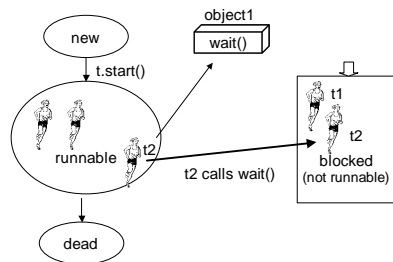 object1
new
wait()
t.start()
t1
t2
runnable
t2
blocked
(not runnable)
t2 calls wait()
dead